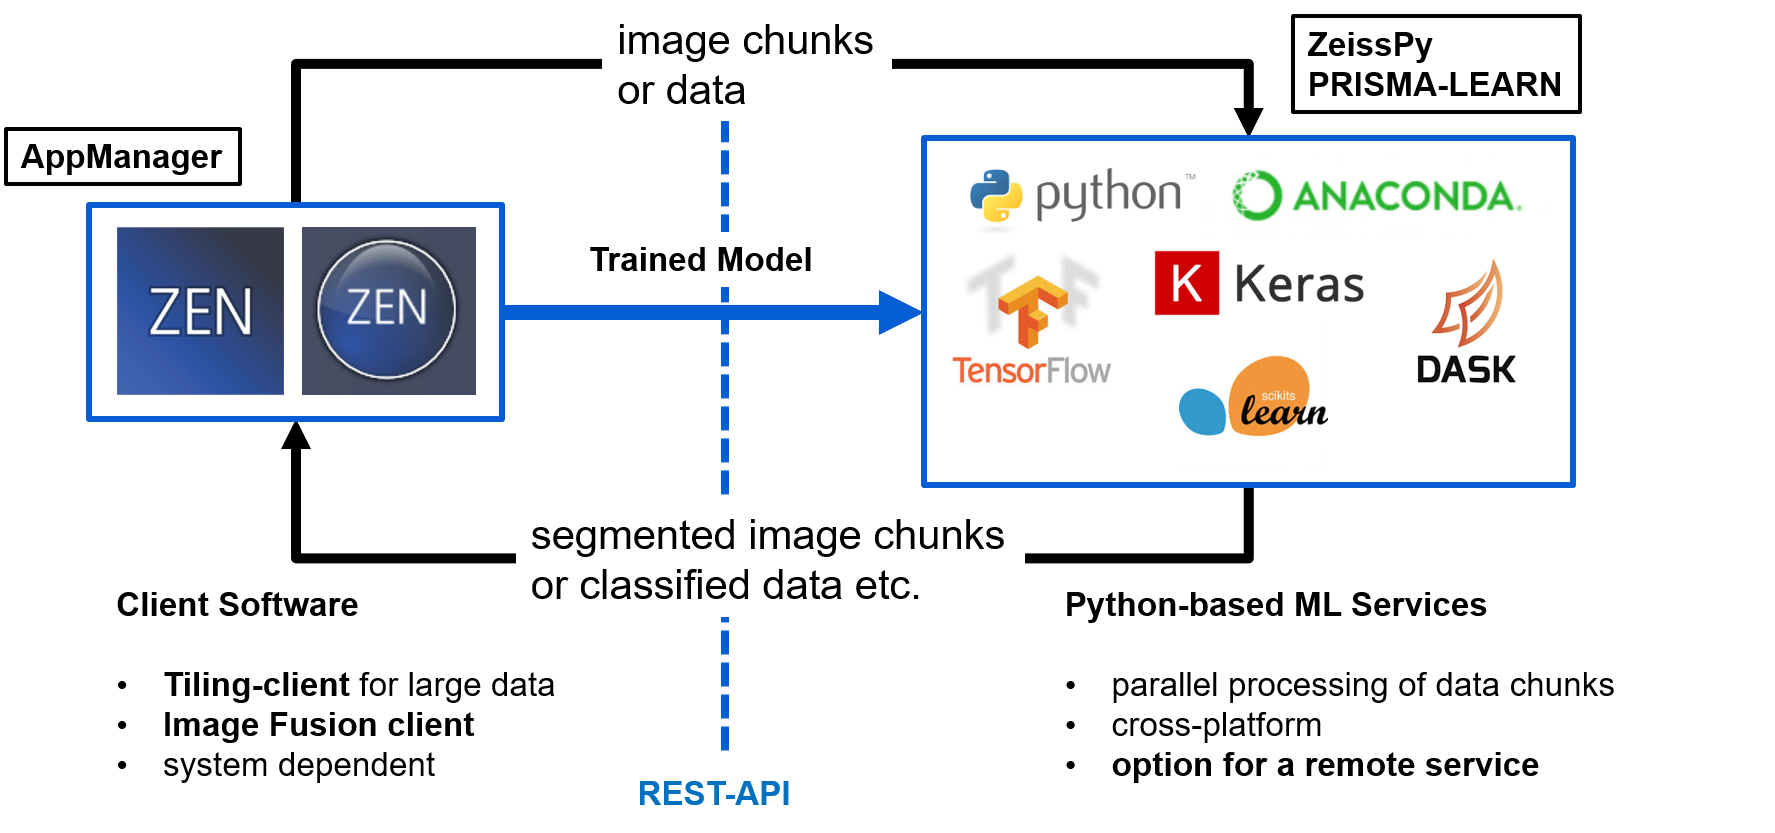 image chunks
or data
ZeissPy
PRISMA-LEARN
AppManager
python™
ANACONDA.
ZEN
ZEN
Trained Model
TF
K Keras
TensorFlow
DASK
scikits
learn
segmented image chunks
or classified data etc.
Client Software
• Tiling-client for large data
• Image Fusion client
• system dependent
Python-based ML Services
• parallel processing of data chunks
• cross-platform
• option for a remote service
REST-API